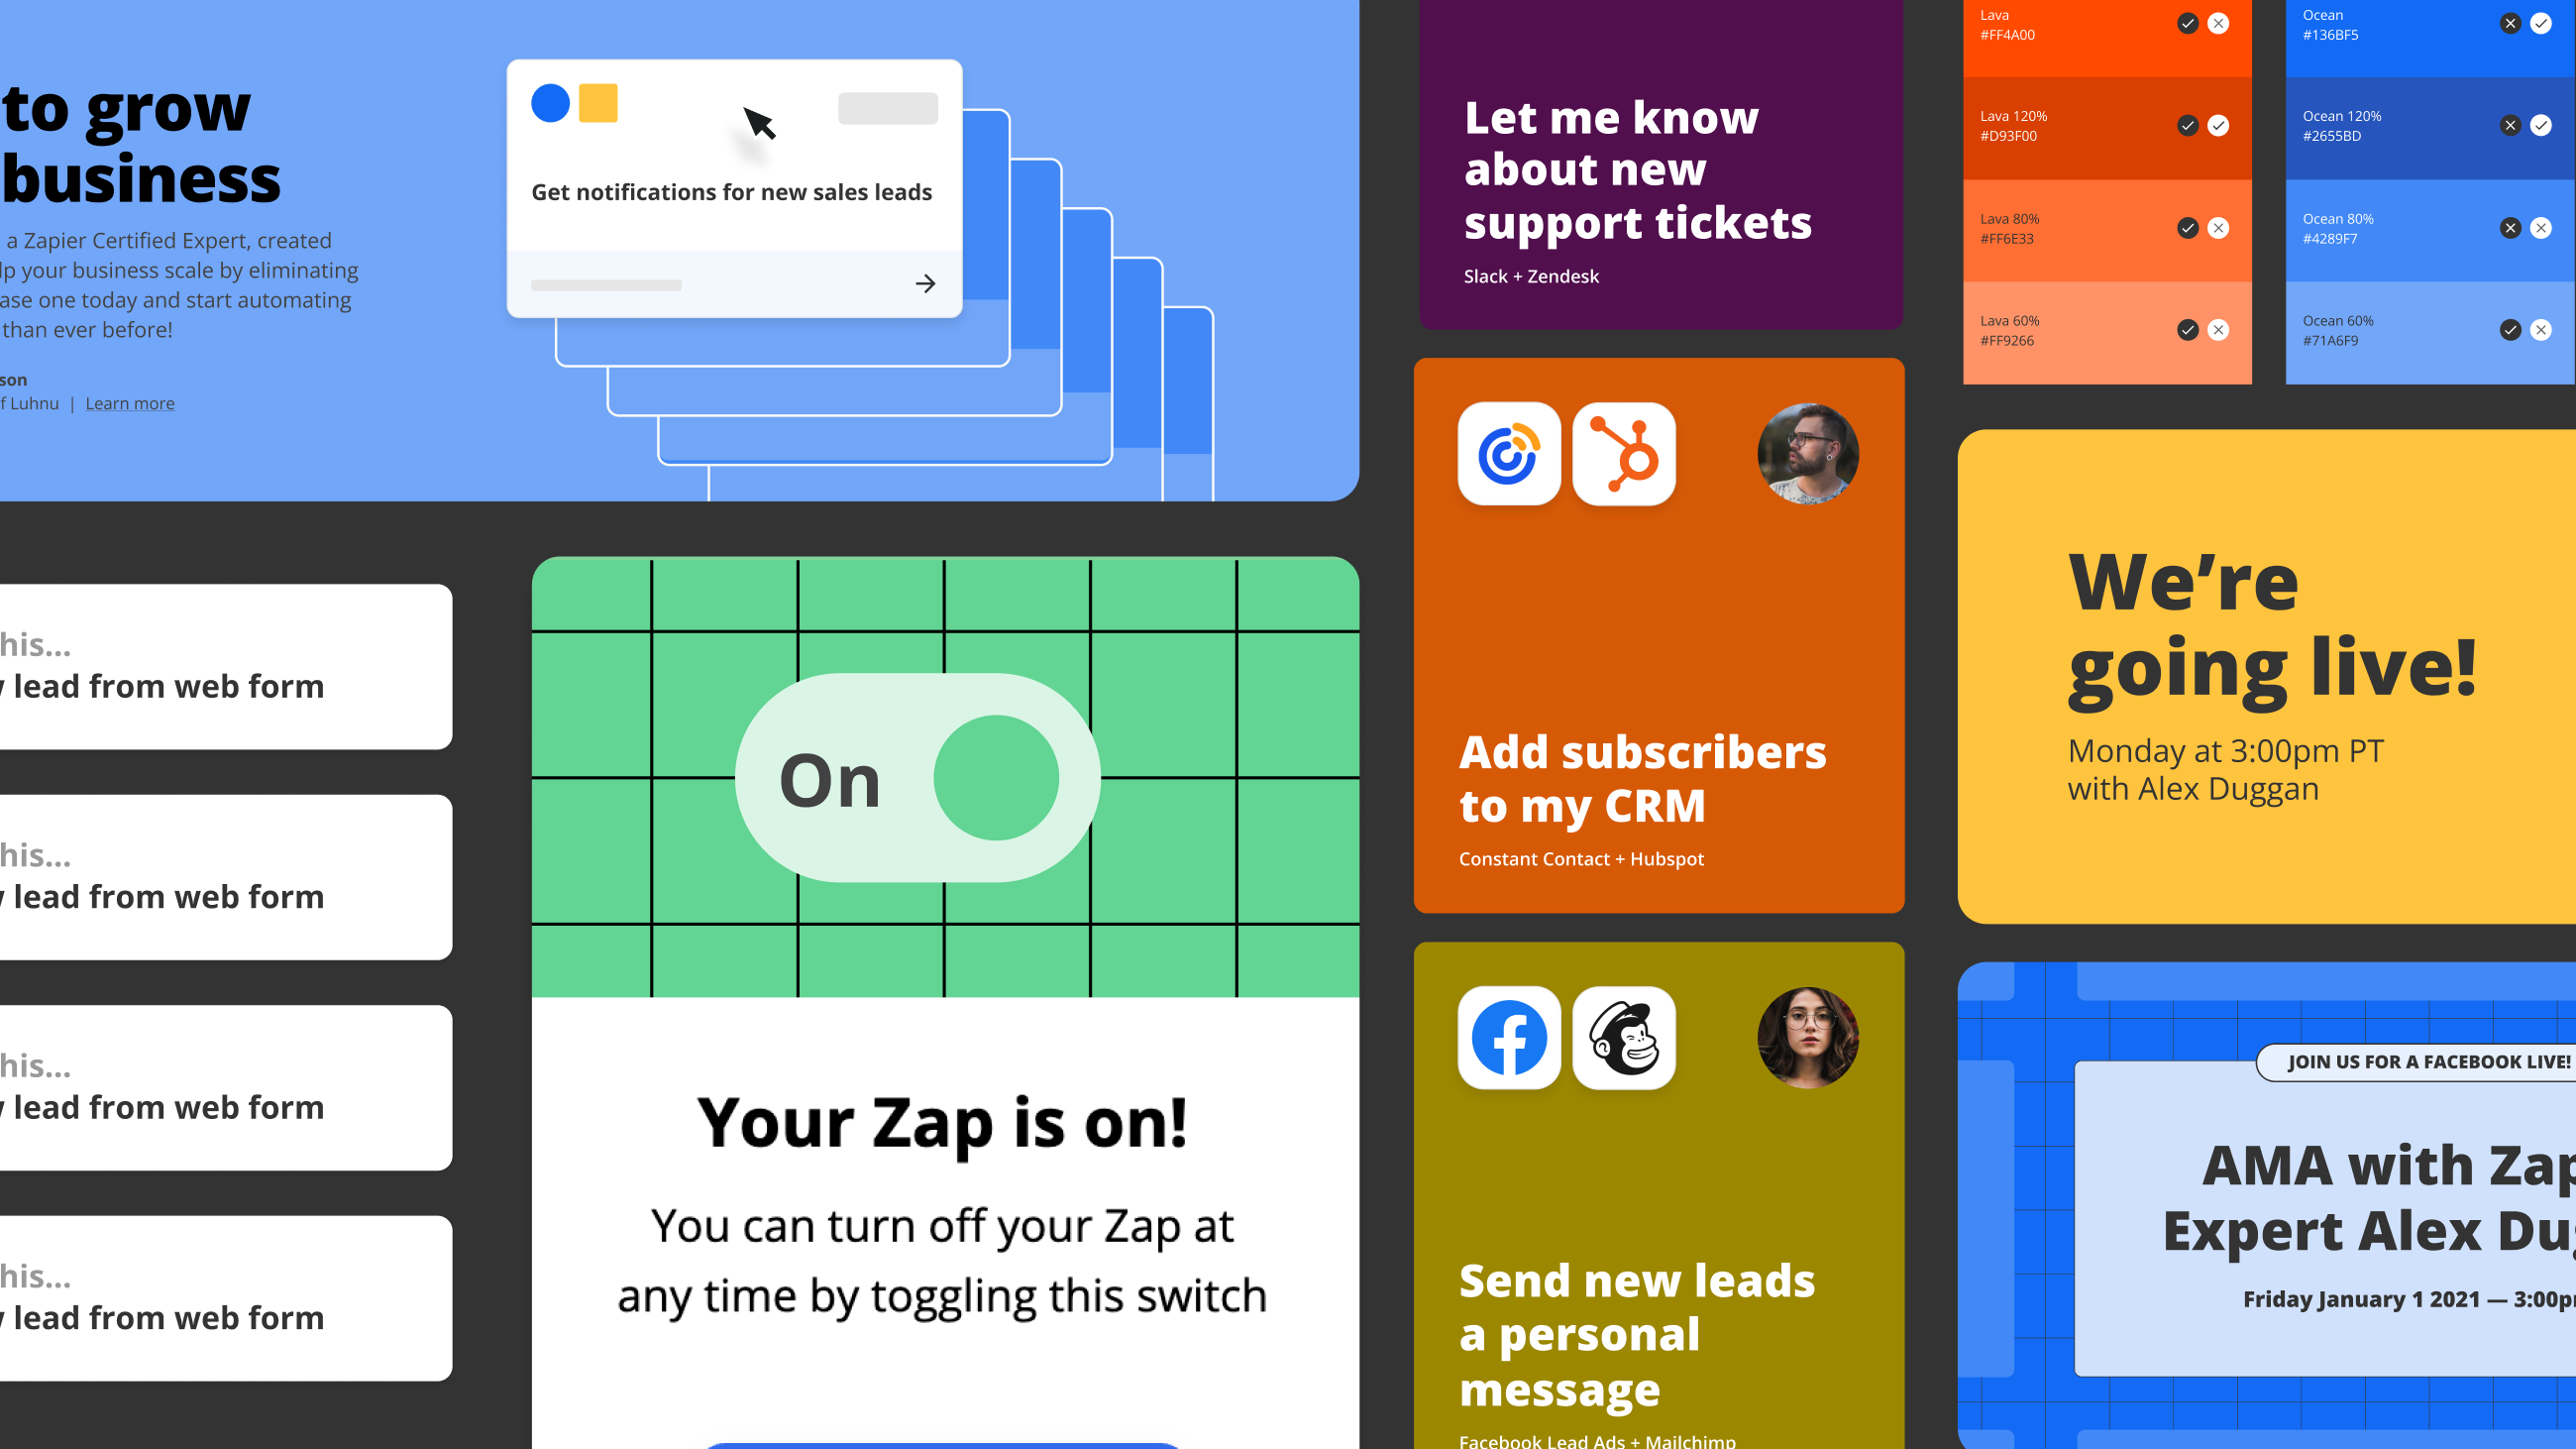 to grow
business
a Zapier Certified Expert, created
lp your business scale by eliminating
ase one today and start automating
than ever before!
son
f Luhnu | Learn more
Get notifications for new sales leads
his...
lead from web form
his...
lead from web form
his...
lead from web form
his...
lead from web form
On
Your Zap is on!
You can turn off your Zap at
any time by toggling this switch
Let me know
about new
support tickets
Slack + Zendesk
Add subscribers
to my CRM
Constant Contact + Hubspot
Send new leads
a personal
message
Facebook Lead Ads + Mailchimp
Lava
#FF4A00
Lava 120%
#D93F00
Lava 80%
#FF6E33
Lava 60%
#FF9266
Ocean
#136BF5
Ocean 120%
#2655BD
Ocean 80%
#4289F7
Ocean 60%
#71A6F9
We’re
going live!
Monday at 3:00pm PT
with Alex Duggan
JOIN US FOR A FACEBOOK LIVE!
AMA with Zap
Expert Alex Dug
Friday January 1 2021 — 3:00p